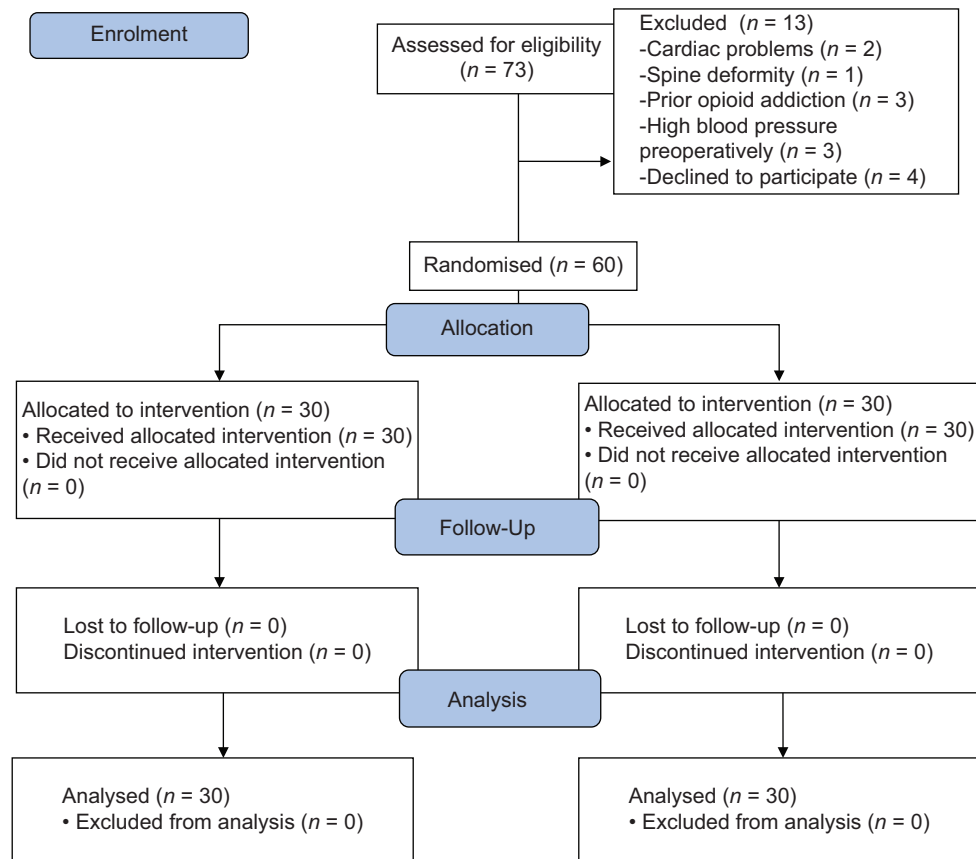 Enrolment
Assessed for eligibility
(n = 73)
Excluded (n = 13)
-Cardiac problems (n = 2)
-Spine deformity (n = 1)
-Prior opioid addiction (n = 3)
-High blood pressure
preoperatively (n = 3)
-Declined to participate (n = 4)
Randomised (n = 60)
Allocation
Allocated to intervention (n = 30)
• Received allocated intervention (n = 30)
• Did not receive allocated intervention
(n = 0)
Allocated to intervention (n = 30)
• Received allocated intervention (n = 30)
• Did not receive allocated intervention
(n = 0)
Follow-Up
Lost to follow-up (n = 0)
Discontinued intervention (n = 0)
Lost to follow-up (n = 0)
Discontinued intervention (n = 0)
Analysis
Analysed (n = 30)
• Excluded from analysis (n = 0)
Analysed (n = 30)
• Excluded from analysis (n = 0)